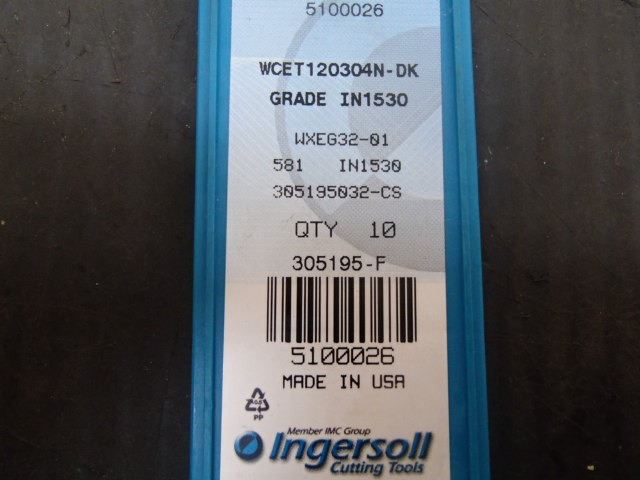 5100026
WCET120304N-DK
GRADE IN1530
WXEG32-01
581 IN1530
305195032-CS
QTY 10
305195-F
5100026
MADE IN USA
PP
Member IMC Group
Ingersoll
Cutting Tools